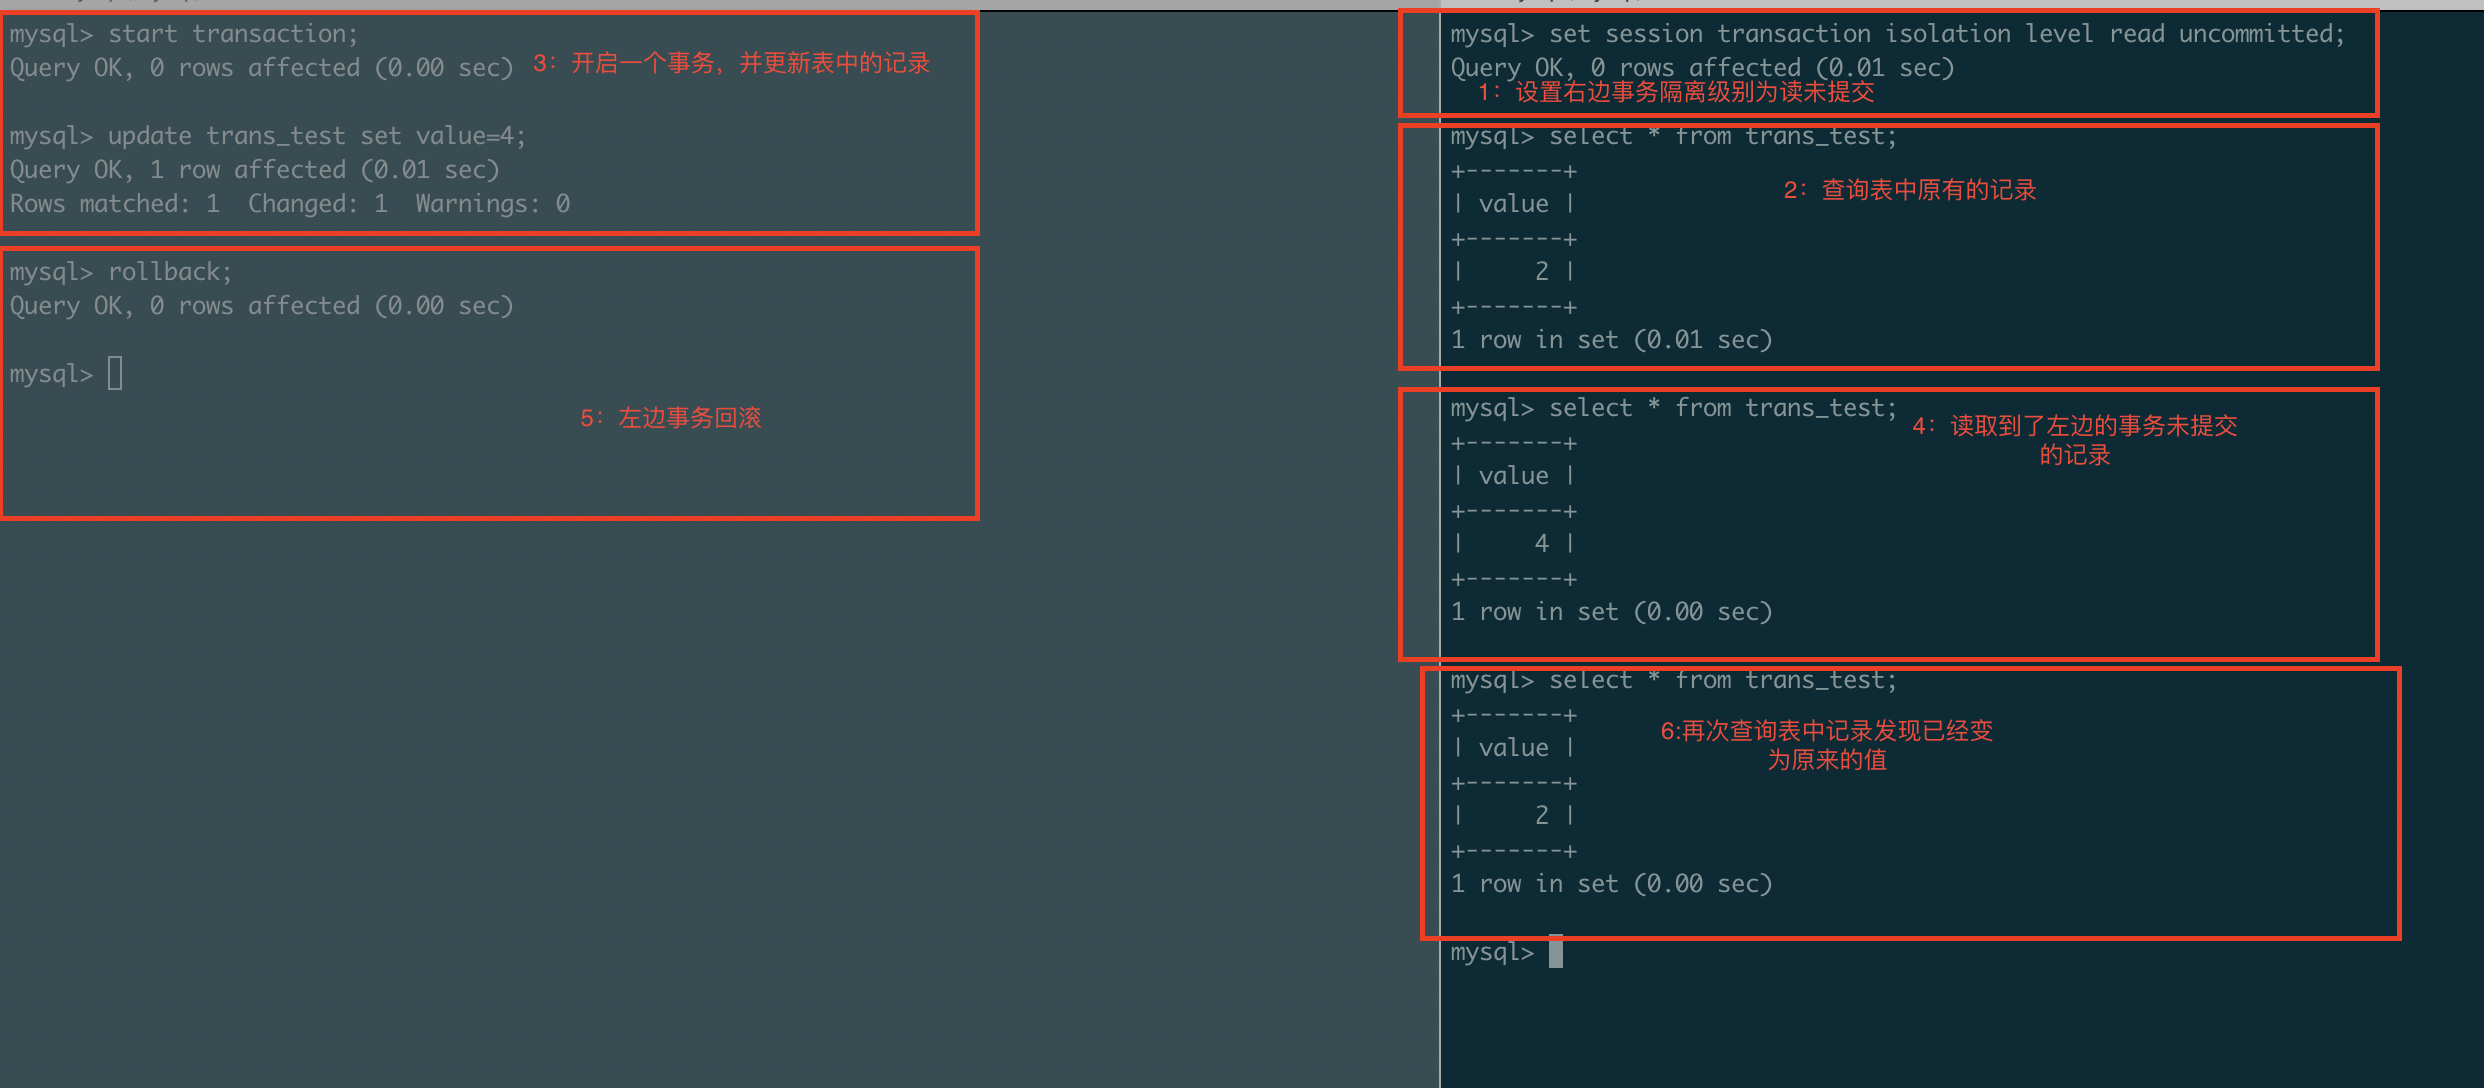 mysql> start transaction;
Query OK, 0 rows affected (0.00 sec)
3：开启一个事务，并更新表中的记录
mysql> update trans_test set value=4;
Query OK, 1 row affected (0.01 sec)
Rows matched: 1  Changed: 1  Warnings: 0
mysql> rollback;
Query OK, 0 rows affected (0.00 sec)
mysql>
5：左边事务回滚
mysql> set session transaction isolation level read uncommitted;
Query OK, 0 rows affected (0.01 sec)
1：设置右边事务隔离级别为读未提交
mysql> select * from trans_test;
+-------+
2：查询表中原有的记录
| value |
+-------+
|     2 |
+-------+
1 row in set (0.01 sec)
mysql> select * from trans_test;
4：读取到了左边的事务未提交
的记录
+-------+
| value |
+-------+
|     4 |
+-------+
1 row in set (0.00 sec)
mysql> select * from trans_test;
+-------+
6:再次查询表中记录发现已经变
为原来的值
| value |
+-------+
|     2 |
+-------+
1 row in set (0.00 sec)
mysql>